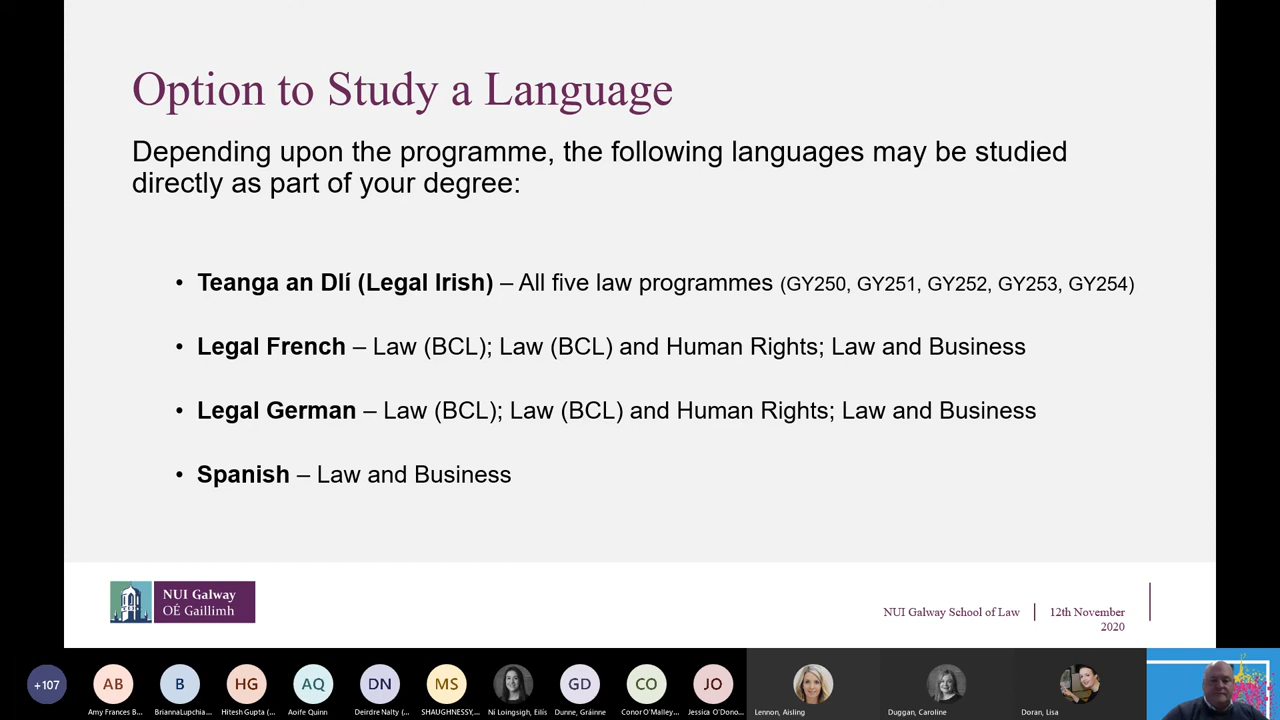 Option to Study a Language
Depending upon the programme, the following languages may be studied
directly as part of your degree:
• Teanga an Dlí (Legal Irish) – All five law programmes (GY250, GY251, GY252, GY253, GY254)
• Legal French – Law (BCL); Law (BCL) and Human Rights; Law and Business
• Legal German – Law (BCL); Law (BCL) and Human Rights; Law and Business
• Spanish – Law and Business
NUI Galway
OÉ Gaillimh
NUI Galway School of Law
12th November
2020
+107 AB B HG AQ DN MS GD CO JO
Amy Frances B... BriannaLupchia... Hitesh Gupta (... Aoife Quinn Deirdre Nalty (... SHAUGHNESSY,... Ní Loingsigh, Eilís Dunne, Gráinne Conor O'Malley... Jessica O'Dono... Lennon, Aisling Duggan, Caroline Doran, Lisa